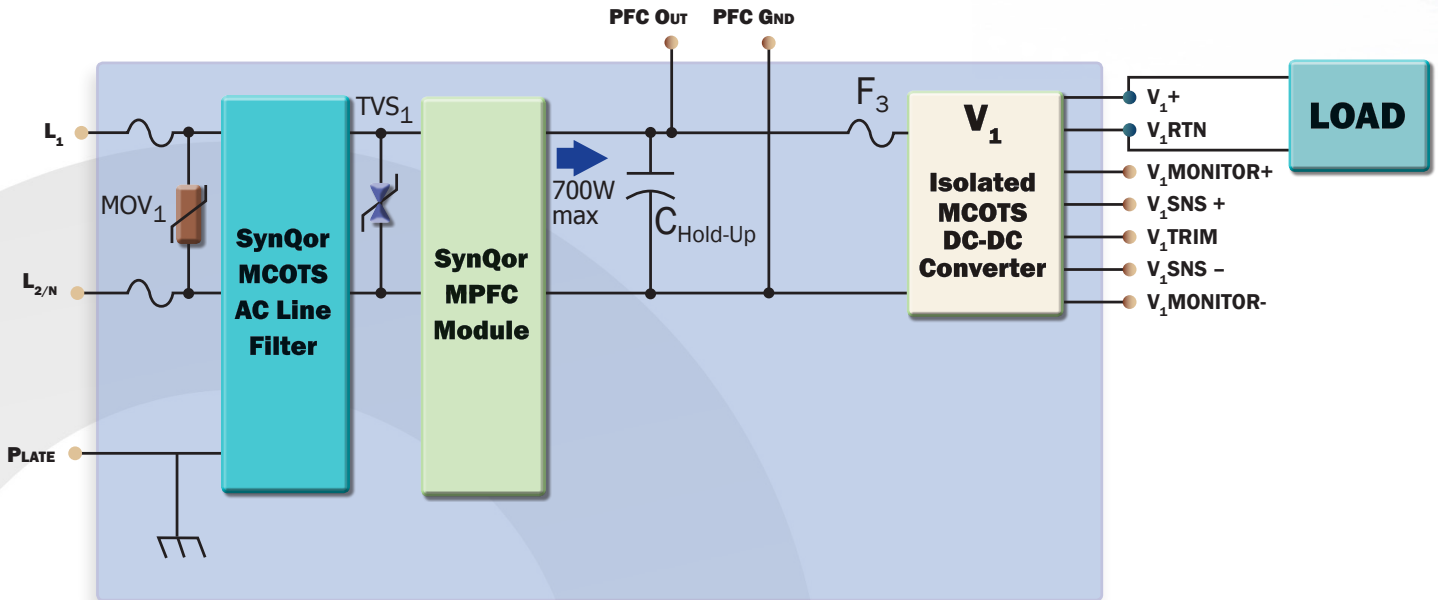 PFC OUT PFC GND
L1
L2/N
PLATE
MOV1
SynQor
MCOTS
AC Line
Filter
TVS1
SynQor
MPFC
Module
700W
max
CHold-Up
F3
V1
Isolated
MCOTS
DC-DC
Converter
V1+
V1RTN
V1MONITOR+
V1SNS +
V1TRIM
V1SNS –
V1MONITOR-
LOAD